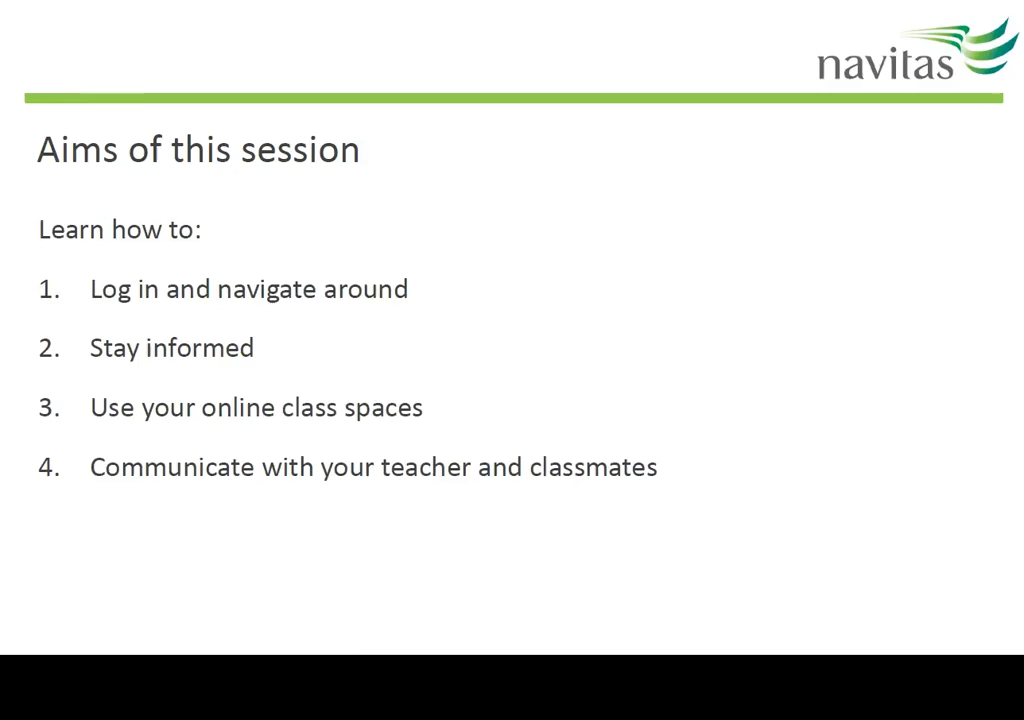 navitas
Aims of this session
Learn how to:
1. Log in and navigate around
2. Stay informed
3. Use your online class spaces
4. Communicate with your teacher and classmates